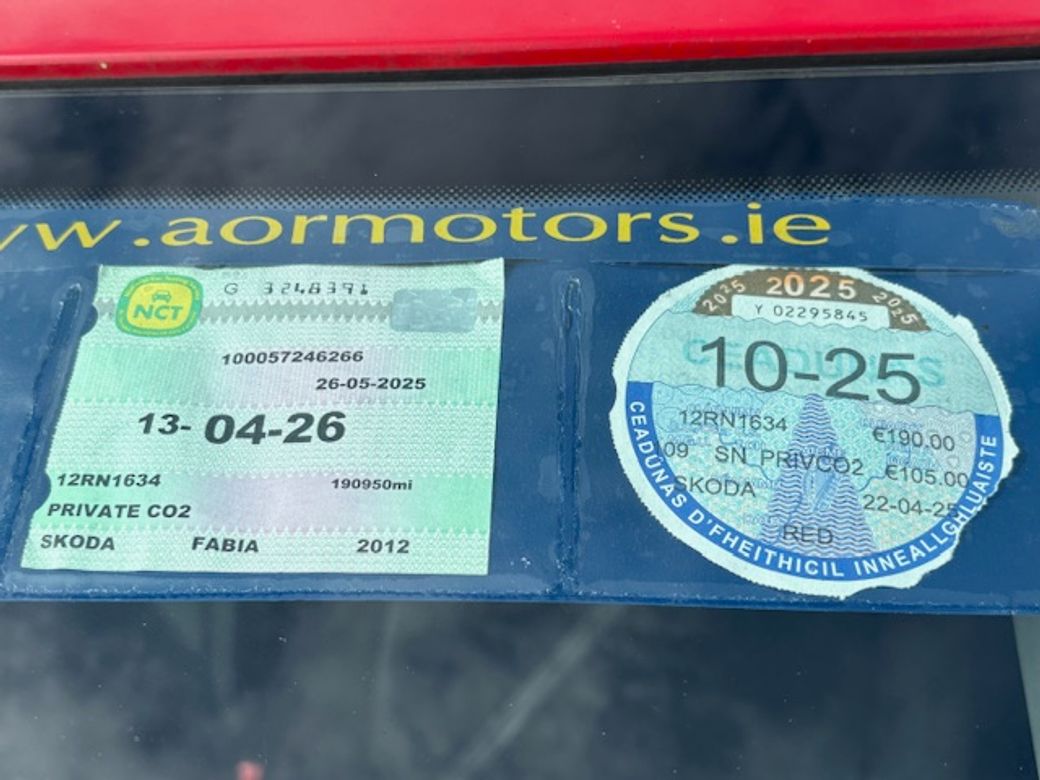 .aormotors.ie
NCT
G 3248391
100057246266
26-05-2025
13-04-26
12RN1634
190950mi
PRIVATE CO2
SKODA FABIA 2012
2025 2025 2025
Y 02295845
10-25
12RN1634 €190.00
09 SN PRIVCO2 €105.00
SKODA 22-04-25
RED
CEADÚNAS D'FHEITHICIL INNEALLGHLUAISTE